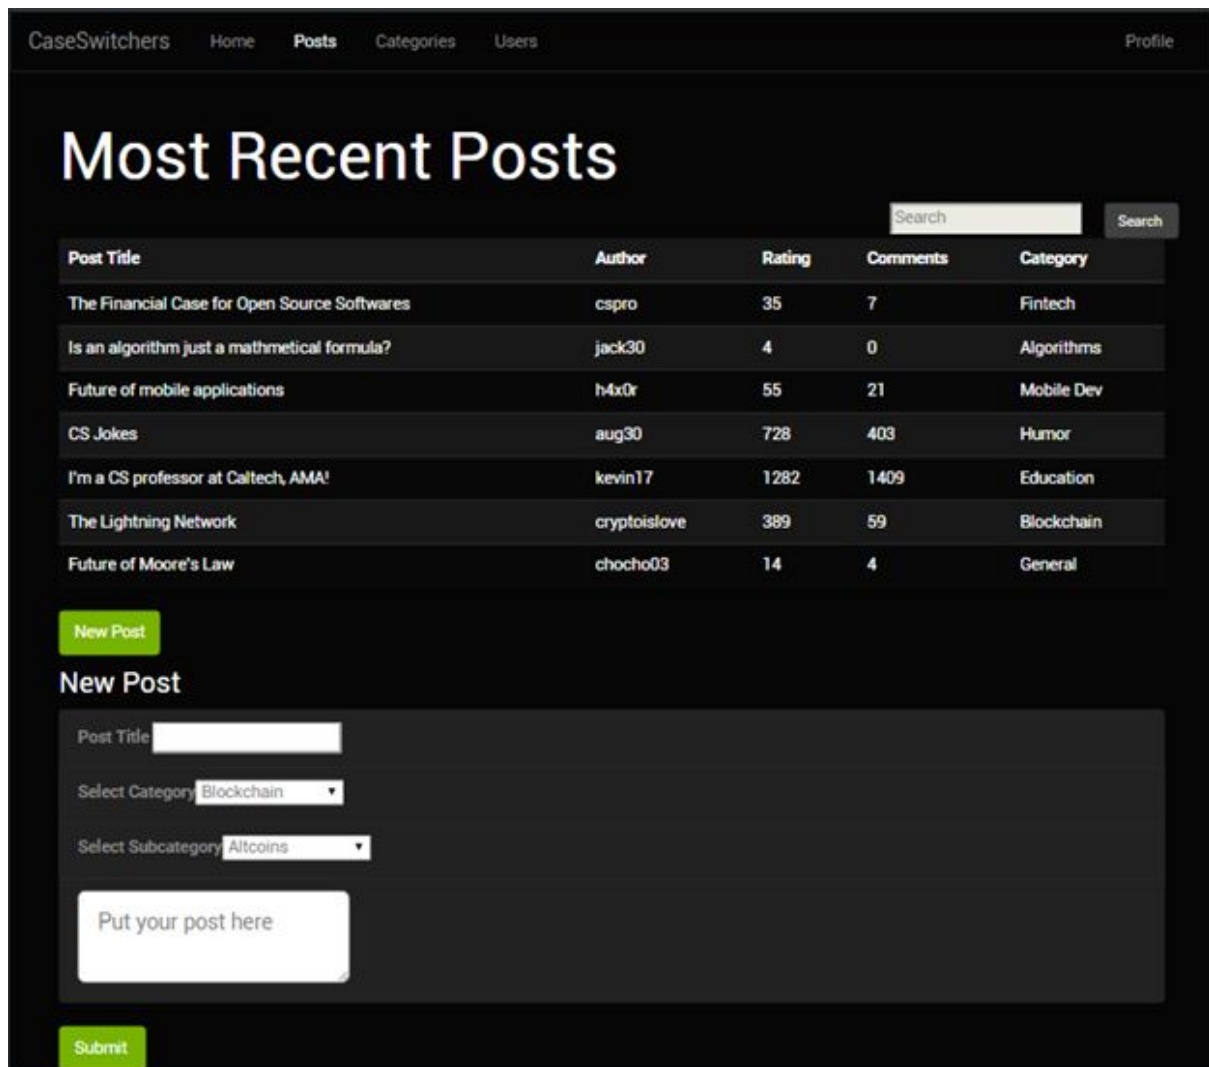 CaseSwitchers Home Posts Categories Users Profile
Most Recent Posts
Search Search
Post Title Author Rating Comments Category
The Financial Case for Open Source Softwares cspro 35 7 Fintech
Is an algorithm just a mathmetical formula? jack30 4 0 Algorithms
Future of mobile applications h4x0r 55 21 Mobile Dev
CS Jokes aug30 728 403 Humor
I'm a CS professor at Caltech, AMA! kevin17 1282 1409 Education
The Lightning Network cryptoislove 389 59 Blockchain
Future of Moore's Law chocho03 14 4 General
New Post
New Post
Post Title
Select Category Blockchain
Select Subcategory Altcoins
Put your post here
Submit